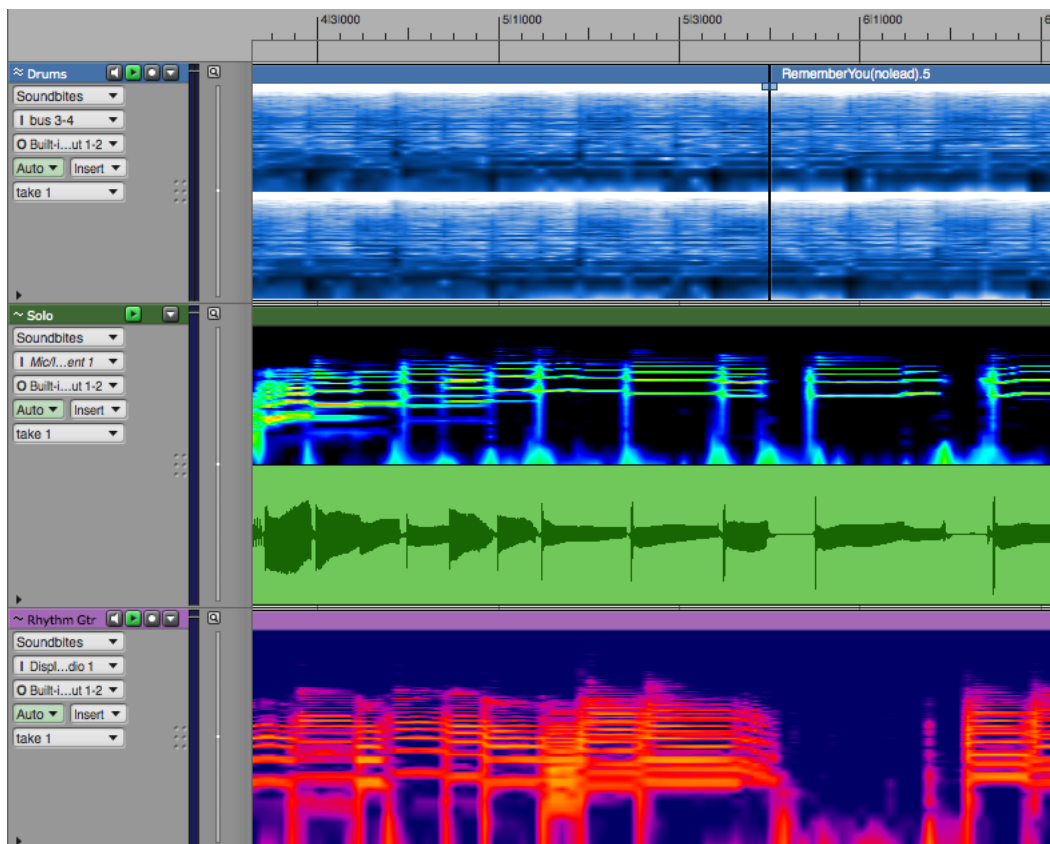 4|3|000 5|1|000 5|3|000 6|1|000 6
Drums
RememberYou(nolead).5
Soundbites
I bus 3-4
O Built-i...ut 1-2
Auto Insert
take 1
Solo
Soundbites
I Mic/I...ent 1
O Built-i...ut 1-2
Auto Insert
take 1
Rhythm Gtr
Soundbites
I Displ...dio 1
O Built-i...ut 1-2
Auto Insert
take 1